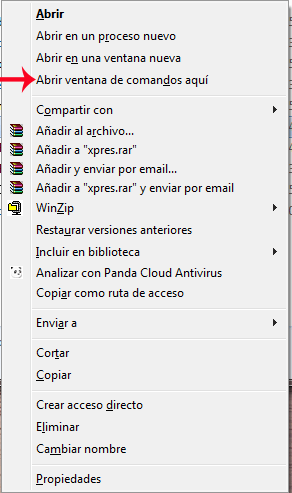 Abrir
Abrir en un proceso nuevo
Abrir en una ventana nueva
Abrir ventana de comandos aquí
Compartir con
Añadir al archivo...
Añadir a "xpres.rar"
Añadir y enviar por email...
Añadir a "xpres.rar" y enviar por email
WinZip
Restaurar versiones anteriores
Incluir en biblioteca
Analizar con Panda Cloud Antivirus
Copiar como ruta de acceso
Enviar a
Cortar
Copiar
Crear acceso directo
Eliminar
Cambiar nombre
Propiedades